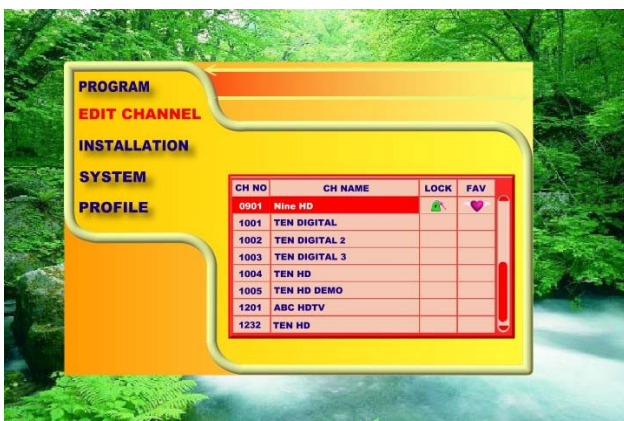 PROGRAM
EDIT CHANNEL
INSTALLATION
SYSTEM
PROFILE
CH NO CH NAME LOCK FAV
0901 Nine HD
1001 TEN DIGITAL
1002 TEN DIGITAL 2
1003 TEN DIGITAL 3
1004 TEN HD
1005 TEN HD DEMO
1201 ABC HDTV
1232 TEN HD